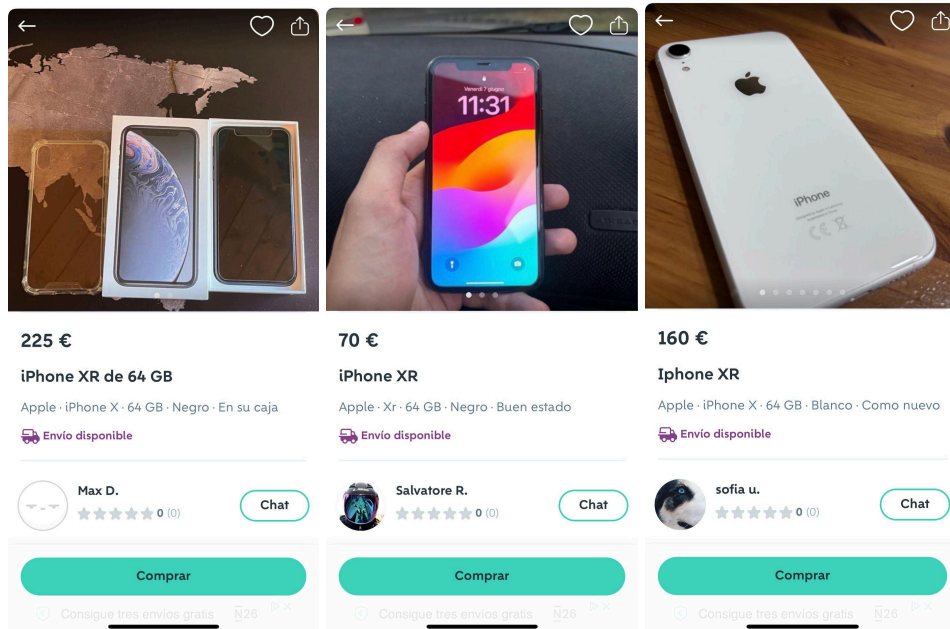 Venerdì 7 giugno
11:31
iPhone
225 €
iPhone XR de 64 GB
Apple · iPhone X · 64 GB · Negro · En su caja
Envío disponible
Max D.
0 (0)
Chat
Comprar
Consigue tres envíos gratis
N26
70 €
iPhone XR
Apple · Xr · 64 GB · Negro · Buen estado
Envío disponible
Salvatore R.
0 (0)
Chat
Comprar
Consigue tres envíos gratis
N26
160 €
Iphone XR
Apple · iPhone X · 64 GB · Blanco · Como nuevo
Envío disponible
sofia u.
0 (0)
Chat
Comprar
Consigue tres envíos gratis
N26